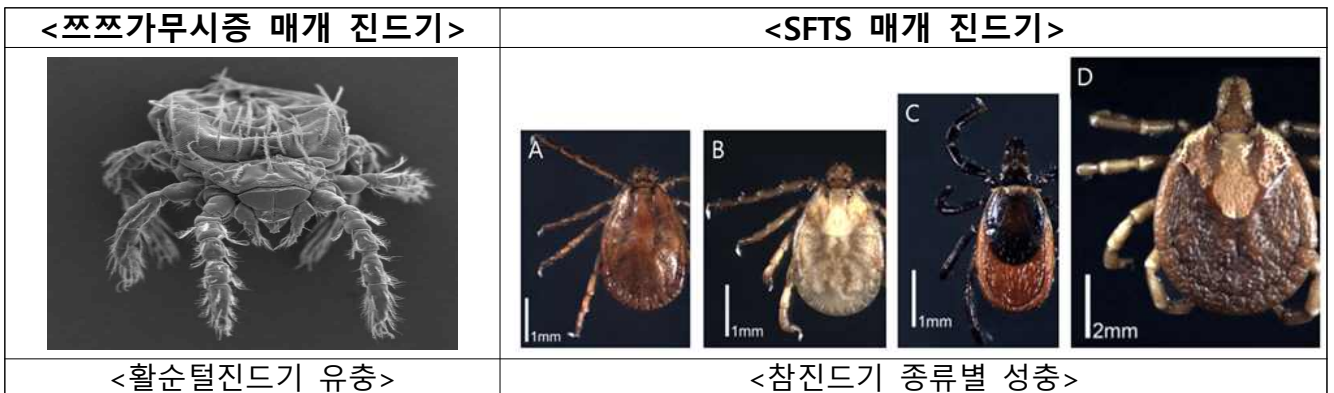 <쯔쯔가무시증 매개 진드기>
<SFTS 매개 진드기>
A
B
C
D
1mm
1mm
1mm
2mm
<활순털진드기 유충>
<참진드기 종류별 성충>